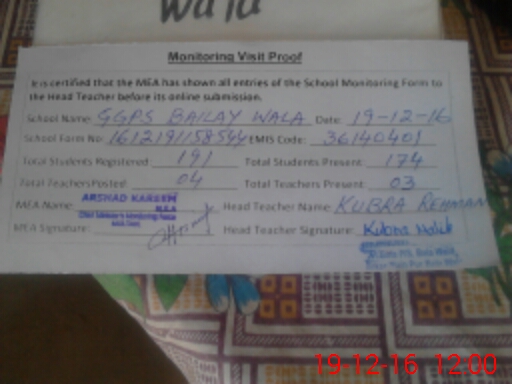 Wala
Monitoring Visit Proof
It is certified that the MEA has shown all entries of the School Monitoring Form to
the Head Teacher before its online submission.
School Name: GGPS BAILAY WALA Date: 19-12-16
School Form No: EMIS Code: 36140401
Total Students Registered: 191 Total Students Present: 174
Total Teachers Posted: 04 Total Teachers Present: 03
MEA Name: ARSHAD KAREEM Head Teacher Name: KUBRA REHMAN
M.E.A
MEA Signature: Head Teacher Signature: Kubra Malik
19-12-16 12:00